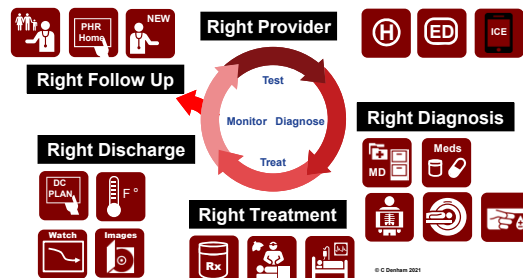 PHR
Home
NEW
Right Provider
H
ED
ICE
Right Follow Up
Test
Monitor Diagnose
Treat
Right Diagnosis
MD
Meds
Right Discharge
DC
PLAN
F°
Right Treatment
Watch
Images
Rx
© C Denham 2021